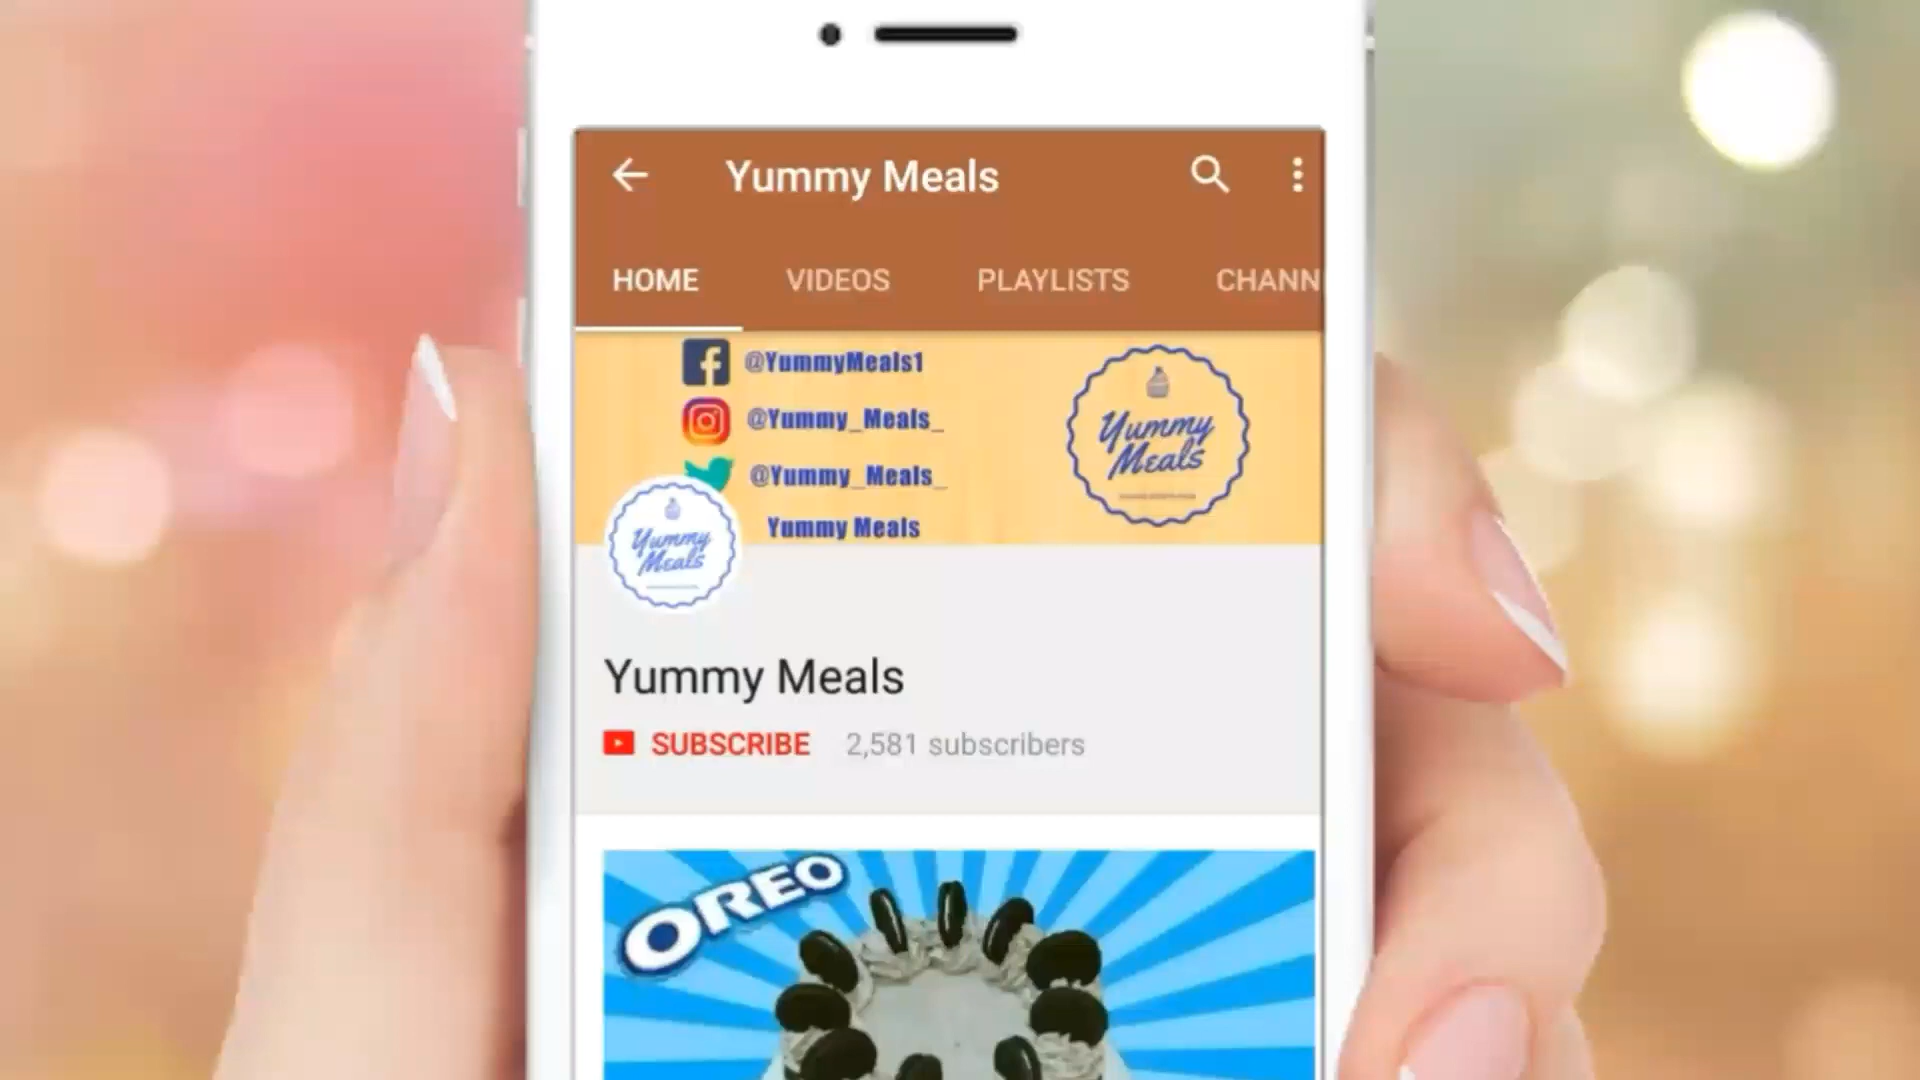 Yummy Meals
HOME VIDEOS PLAYLISTS CHANN
@YummyMeals1
@Yummy_Meals_
@Yummy_Meals_
Yummy Meals
Yummy
Meals
Yummy
Meals
Yummy Meals
SUBSCRIBE 2,581 subscribers
OREO